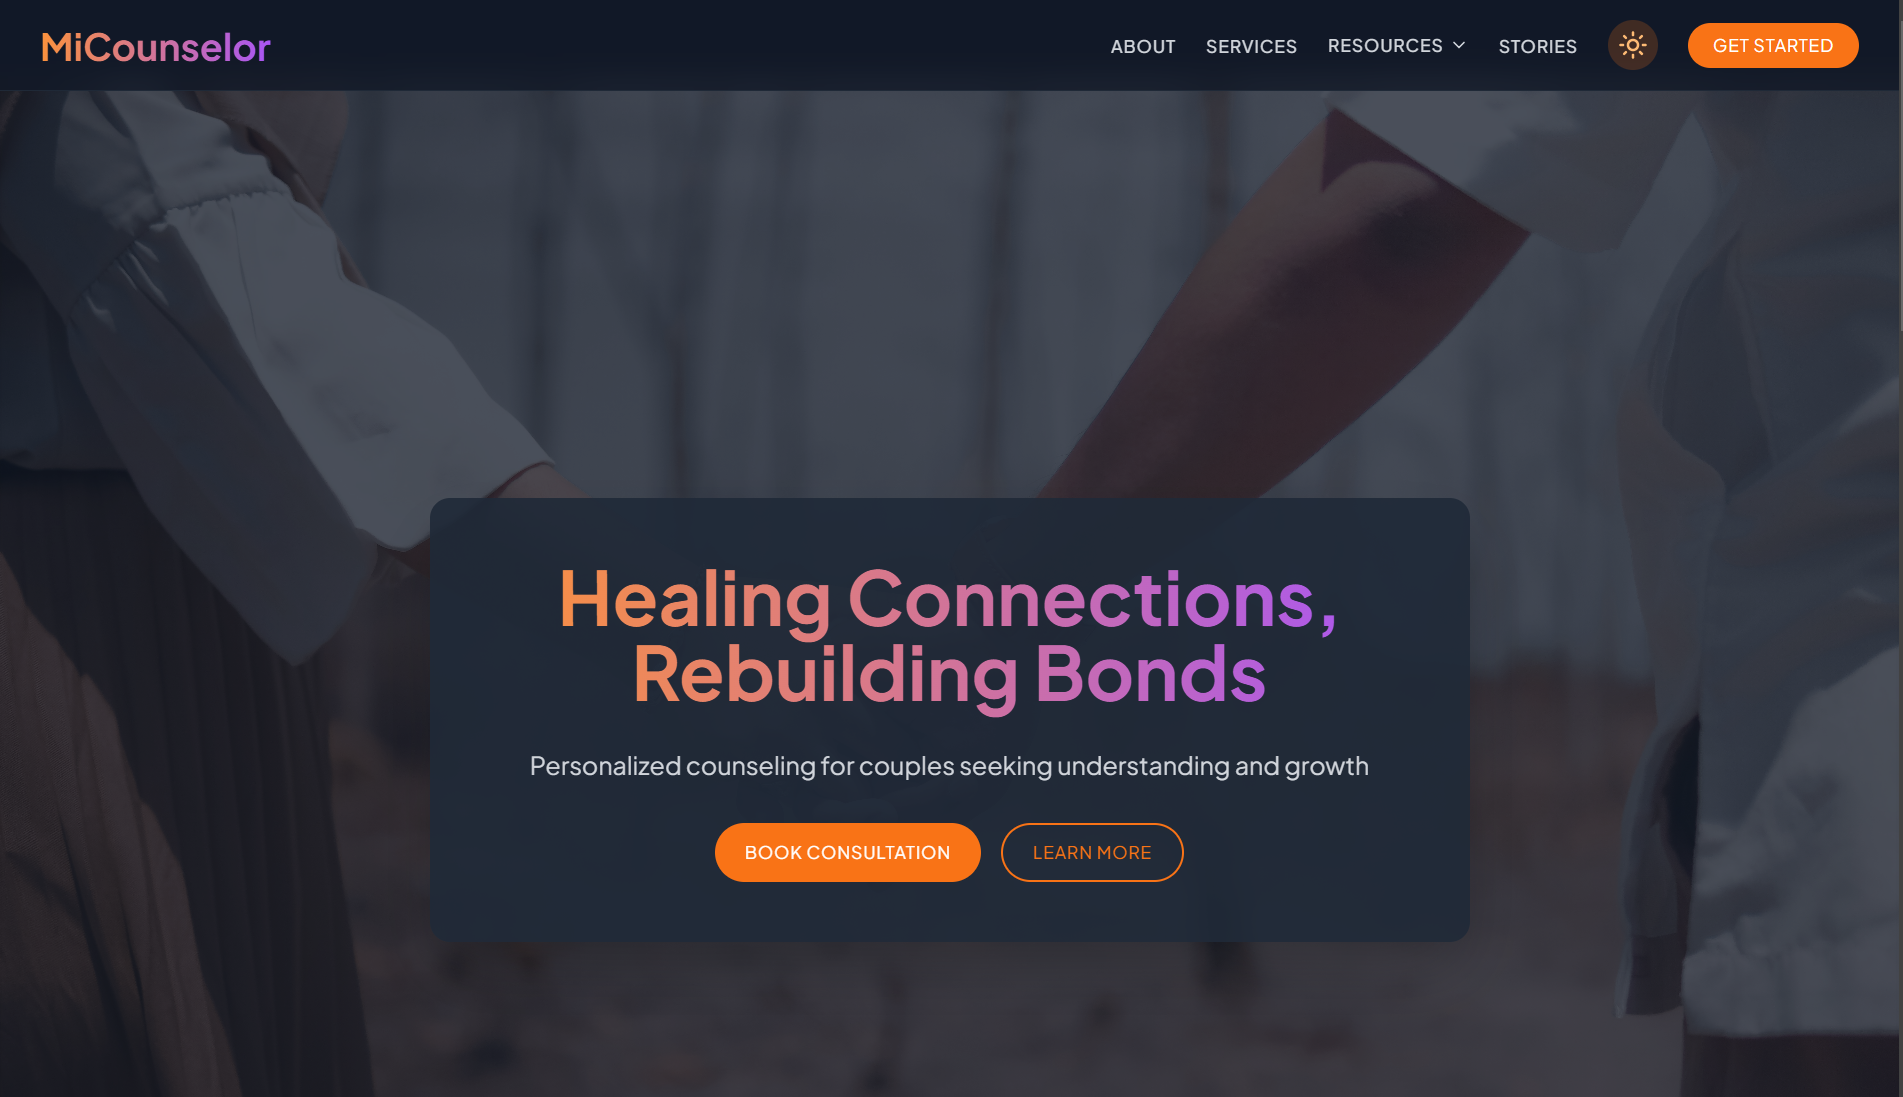 MiCounselor
ABOUT SERVICES RESOURCES STORIES GET STARTED
Healing Connections,
Rebuilding Bonds
Personalized counseling for couples seeking understanding and growth
BOOK CONSULTATION LEARN MORE